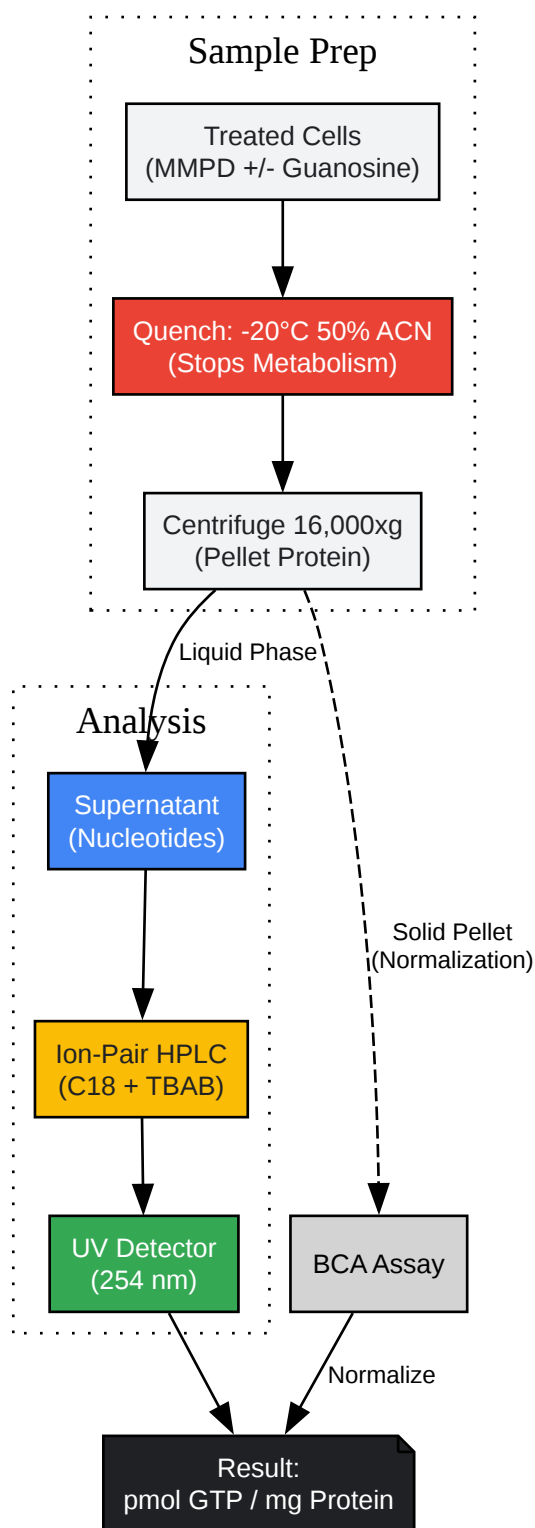 Sample Prep
Treated Cells
(MMPD +/- Guanosine)
Quench: -20°C 50% ACN
(Stops Metabolism)
Centrifuge 16,000xg
(Pellet Protein)
Liquid Phase
Analysis
Supernatant
(Nucleotides)
Solid Pellet
(Normalization)
Ion-Pair HPLC
(C18 + TBAB)
UV Detector
(254 nm)
BCA Assay
Normalize
Result:
pmol GTP / mg Protein